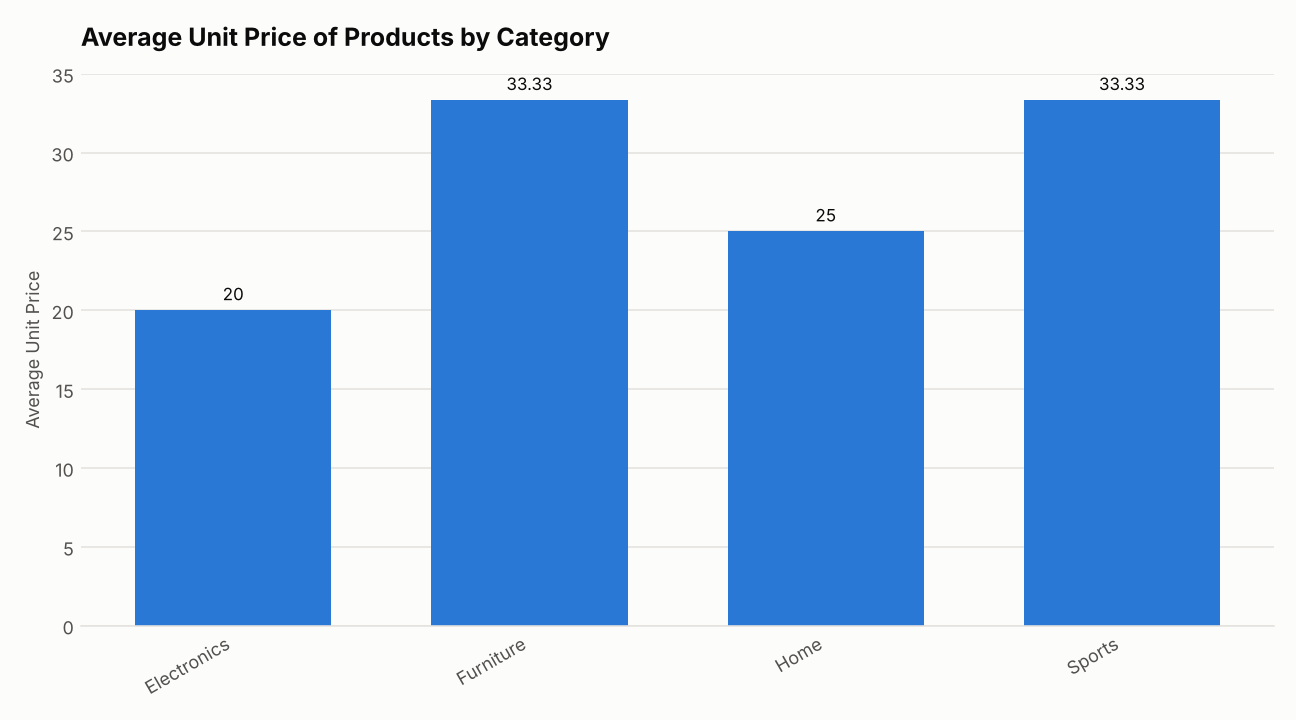 Average Unit Price of Products by Category
Average Unit Price
35
30
25
20
15
10
5
0
20
33.33
25
33.33
Electronics
Furniture
Home
Sports